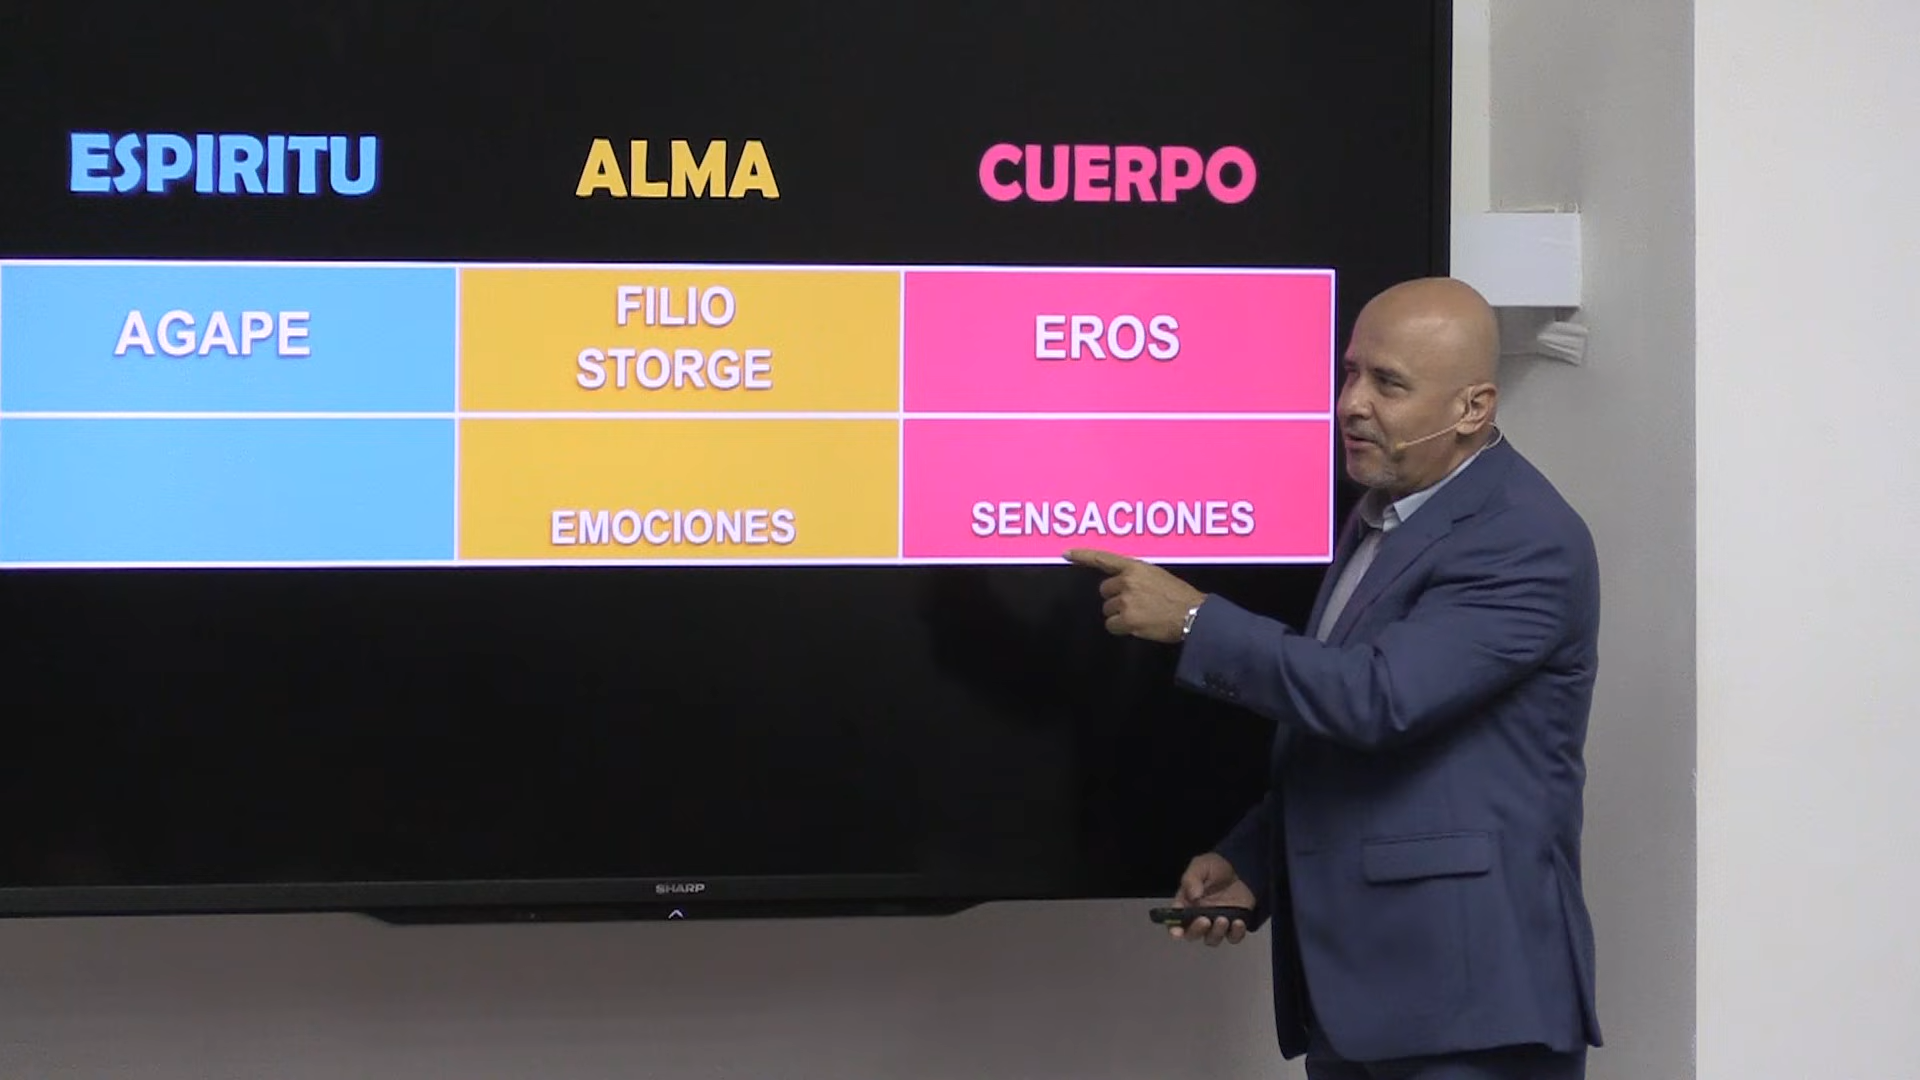 ESPIRITU
ALMA
CUERPO
AGAPE
FILIO
STORGE
EROS
EMOCIONES
SENSACIONES
SHARP